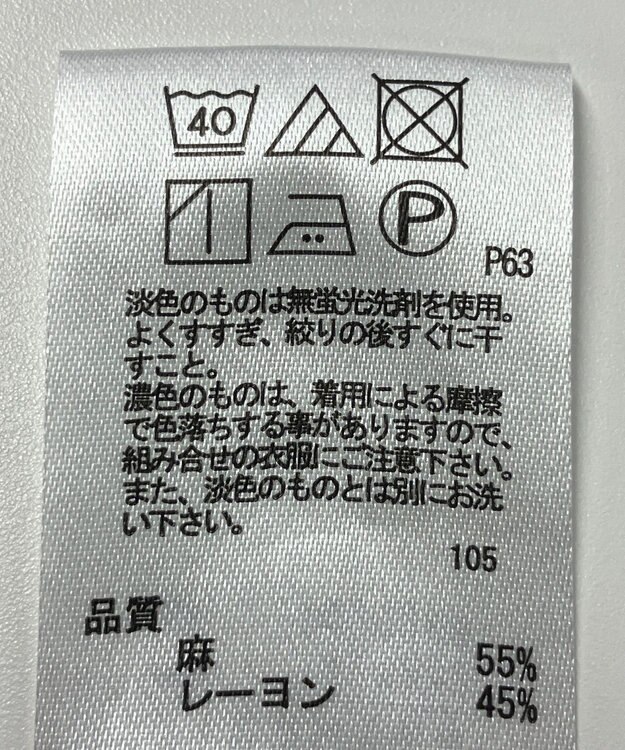 40
P
P63
淡色のものは無蛍光洗剤を使用。
よくすすぎ、絞りの後すぐに干
すこと。
濃色のものは、着用による摩擦
で色落ちする事がありますので、
組み合せの衣服にご注意下さい。
また、淡色のものとは別にお洗
い下さい。
105
品質
麻 55%
レーヨン 45%